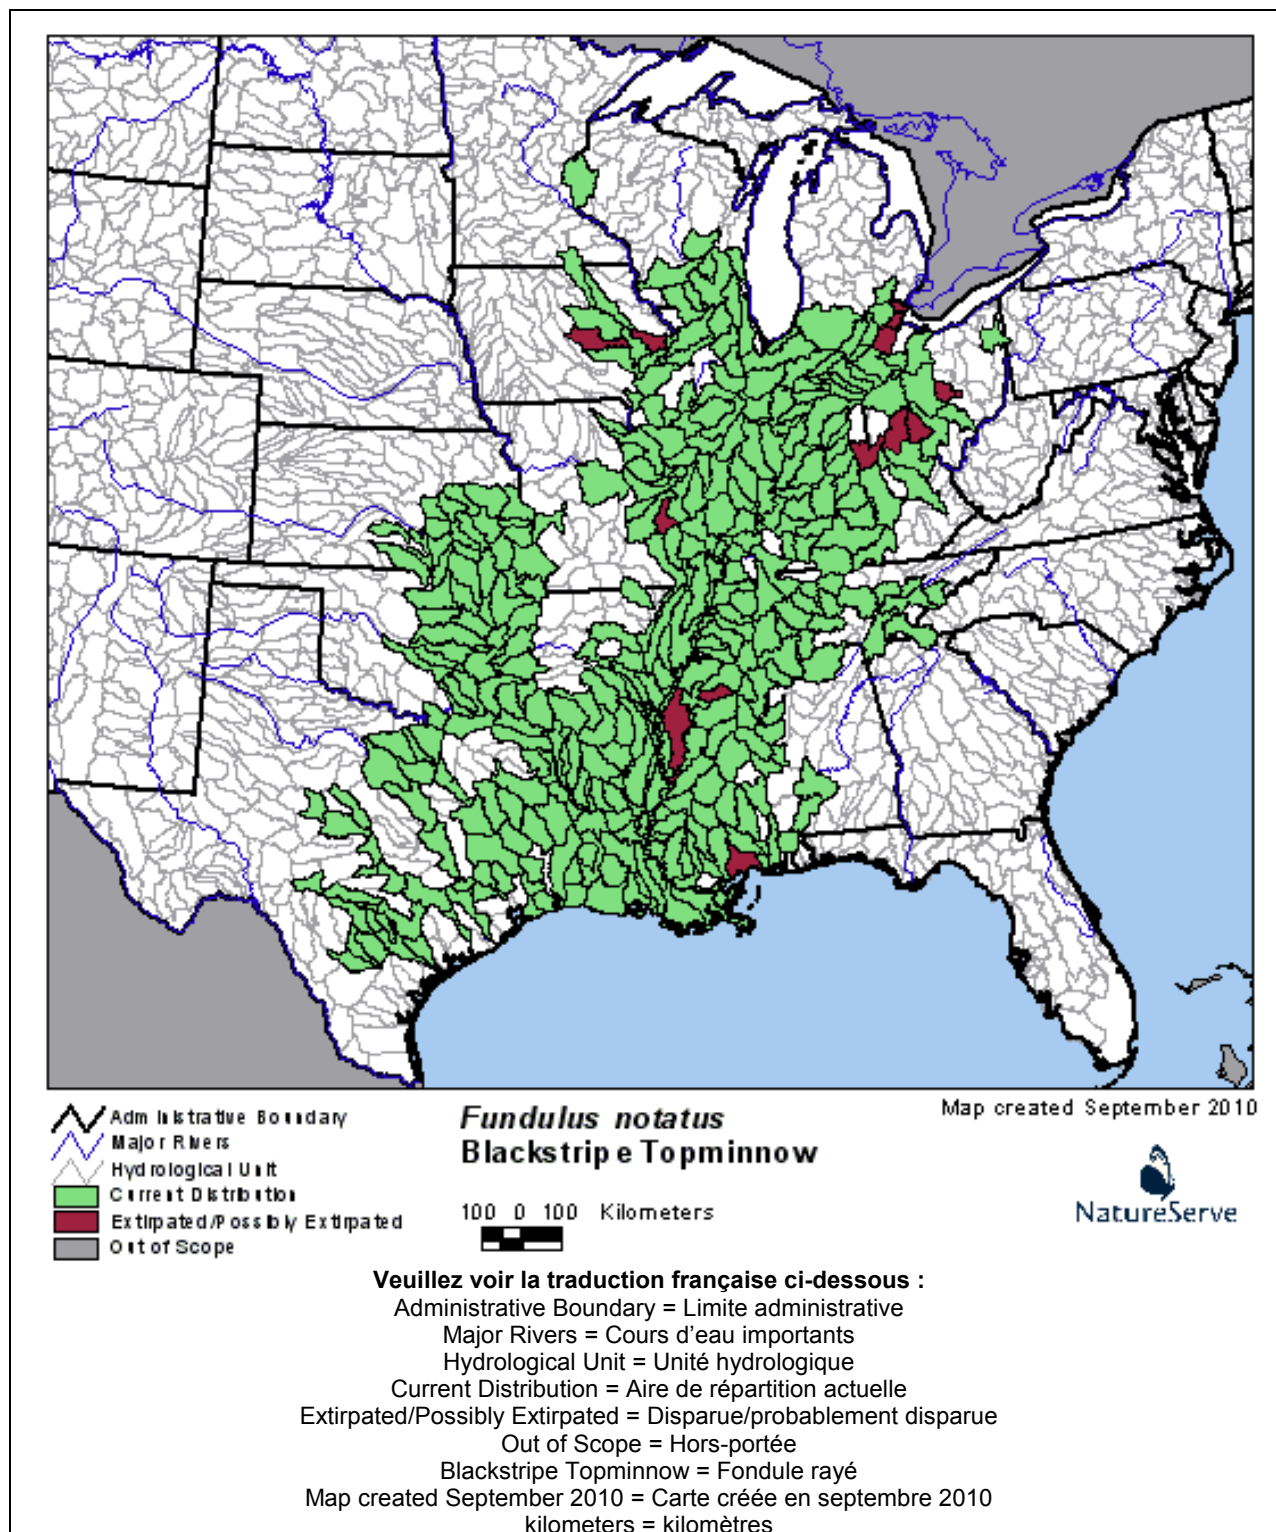 Administrative Boundary
Major Rivers
Hydrological Unit
Current Distribution
Extirpated/Possibly Extirpated
Out of Scope
Fundulus notatus
Blackstripe Topminnow
100 0 100 Kilometers
Map created September 2010
NatureServe
Veuillez voir la traduction française ci-dessous :
Administrative Boundary = Limite administrative
Major Rivers = Cours d’eau importants
Hydrological Unit = Unité hydrologique
Current Distribution = Aire de répartition actuelle
Extirpated/Possibly Extirpated = Disparue/probablement disparue
Out of Scope = Hors-portée
Blackstripe Topminnow = Fondule rayé
Map created September 2010 = Carte créée en septembre 2010
kilometers = kilomètres